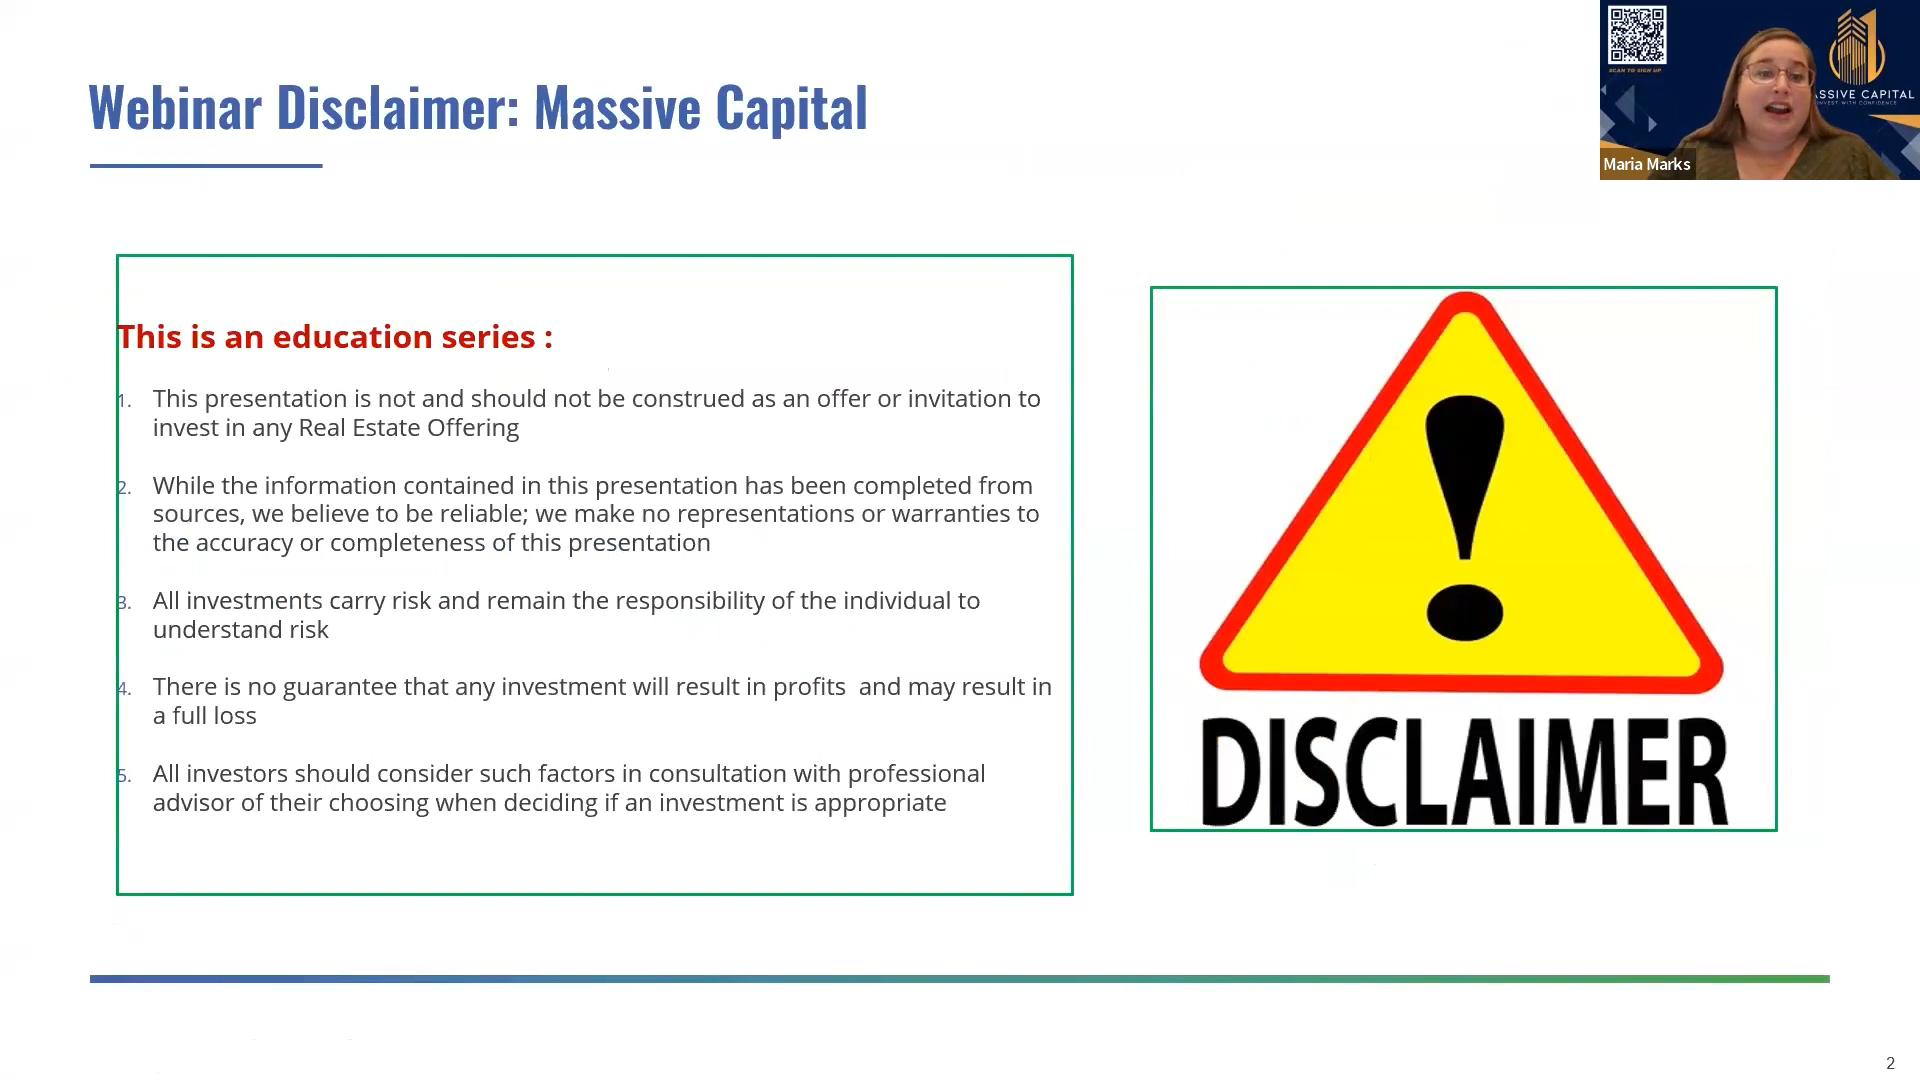 Webinar Disclaimer: Massive Capital
SCAN TO SIGN UP
ASSIVE CAPITAL
INVEST WITH CONFIDENCE
Maria Marks
This is an education series :
1. This presentation is not and should not be construed as an offer or invitation to
invest in any Real Estate Offering
2. While the information contained in this presentation has been completed from
sources, we believe to be reliable; we make no representations or warranties to
the accuracy or completeness of this presentation
3. All investments carry risk and remain the responsibility of the individual to
understand risk
4. There is no guarantee that any investment will result in profits  and may result in
a full loss
5. All investors should consider such factors in consultation with professional
advisor of their choosing when deciding if an investment is appropriate
DISCLAIMER
2